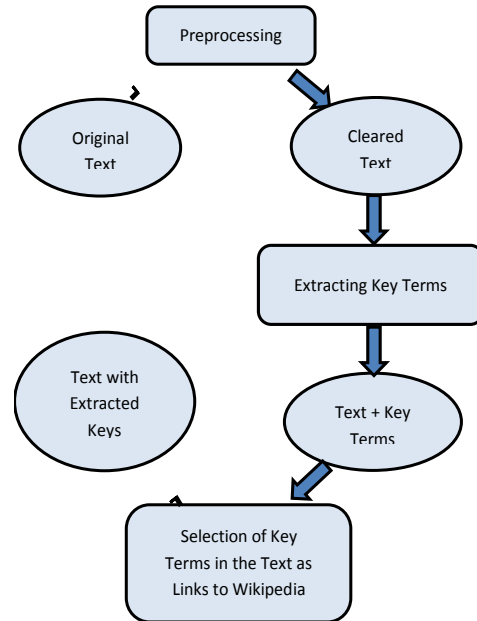 Preprocessing
Original
Text
Cleared
Text
Extracting Key Terms
Text with
Extracted
Keys
Text + Key
Terms
Selection of Key
Terms in the Text as
Links to Wikipedia